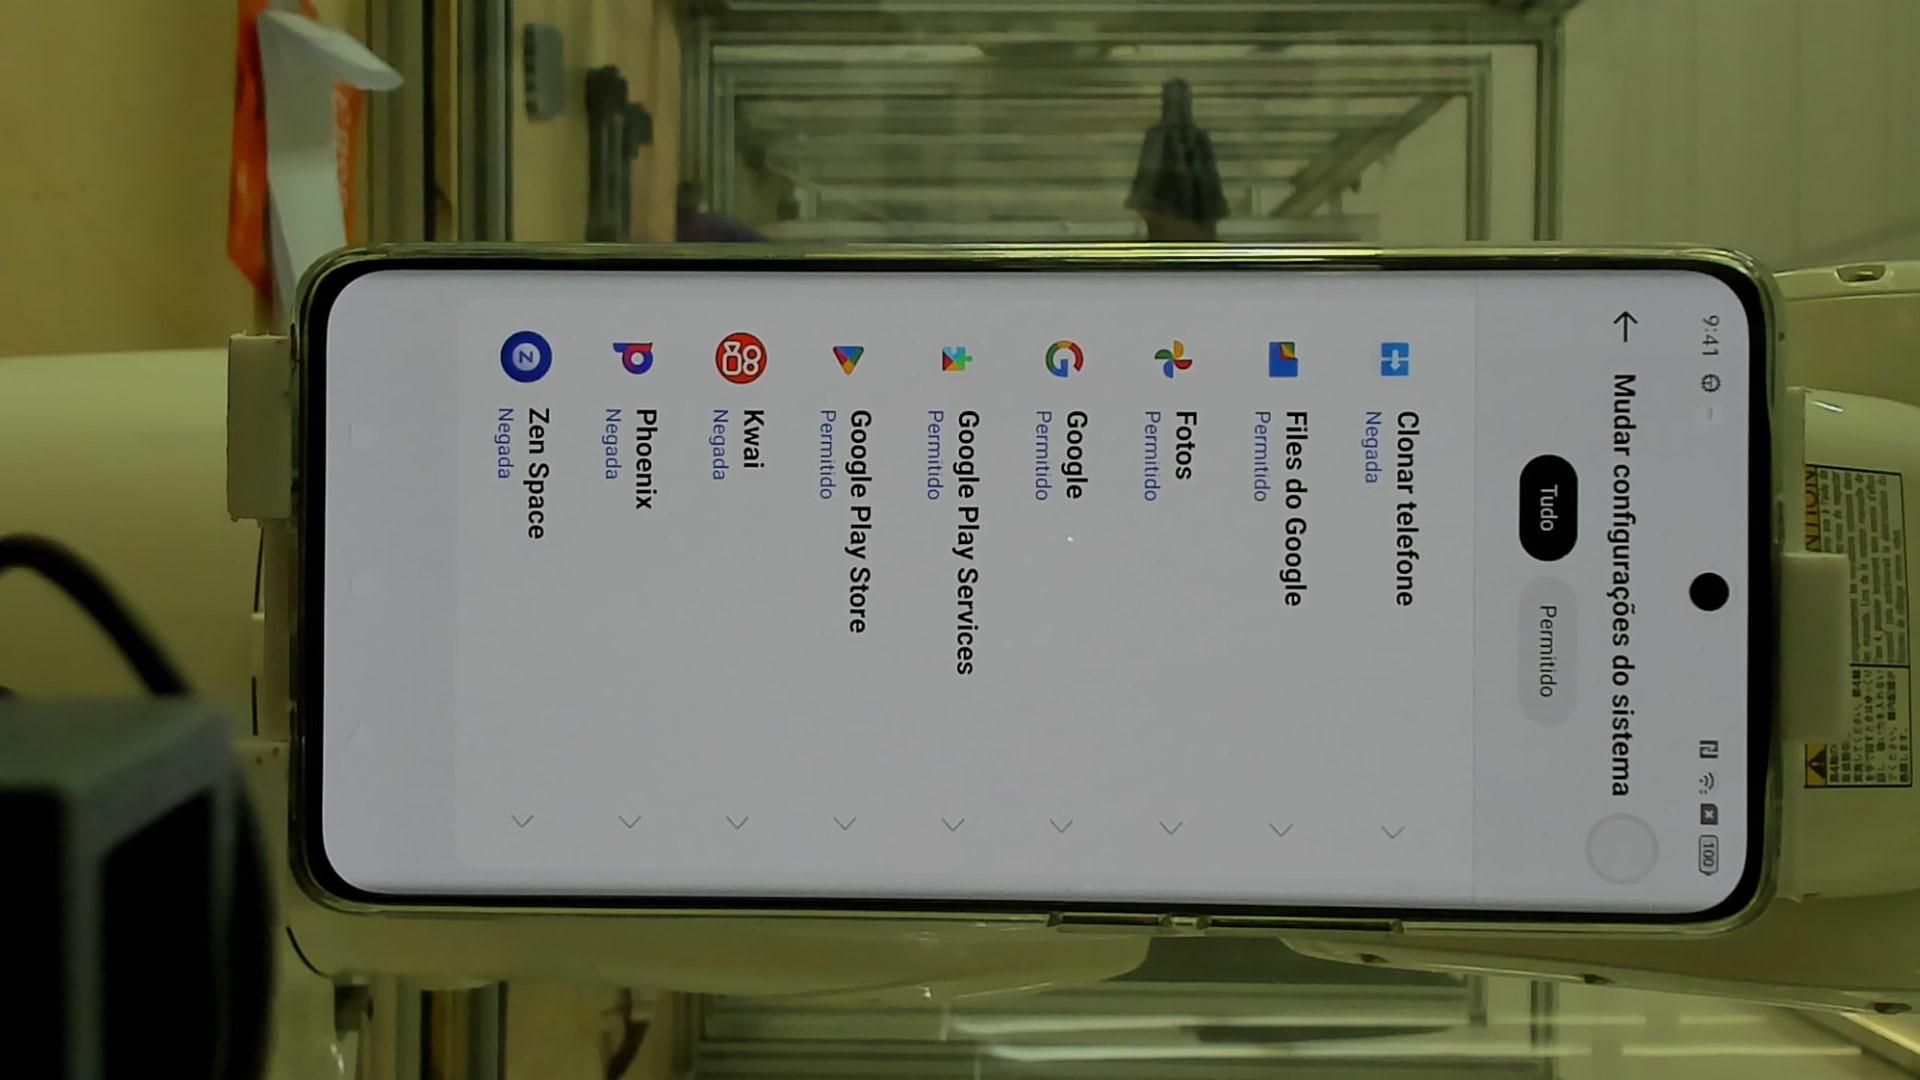 9:41
100
Mudar configurações do sistema
Tudo
Permitido
Clonar telefone
Negada
Files do Google
Permitido
Fotos
Permitido
Google
Permitido
Google Play Services
Permitido
Google Play Store
Permitido
Kwai
Negada
Phoenix
Negada
Zen Space
Negada